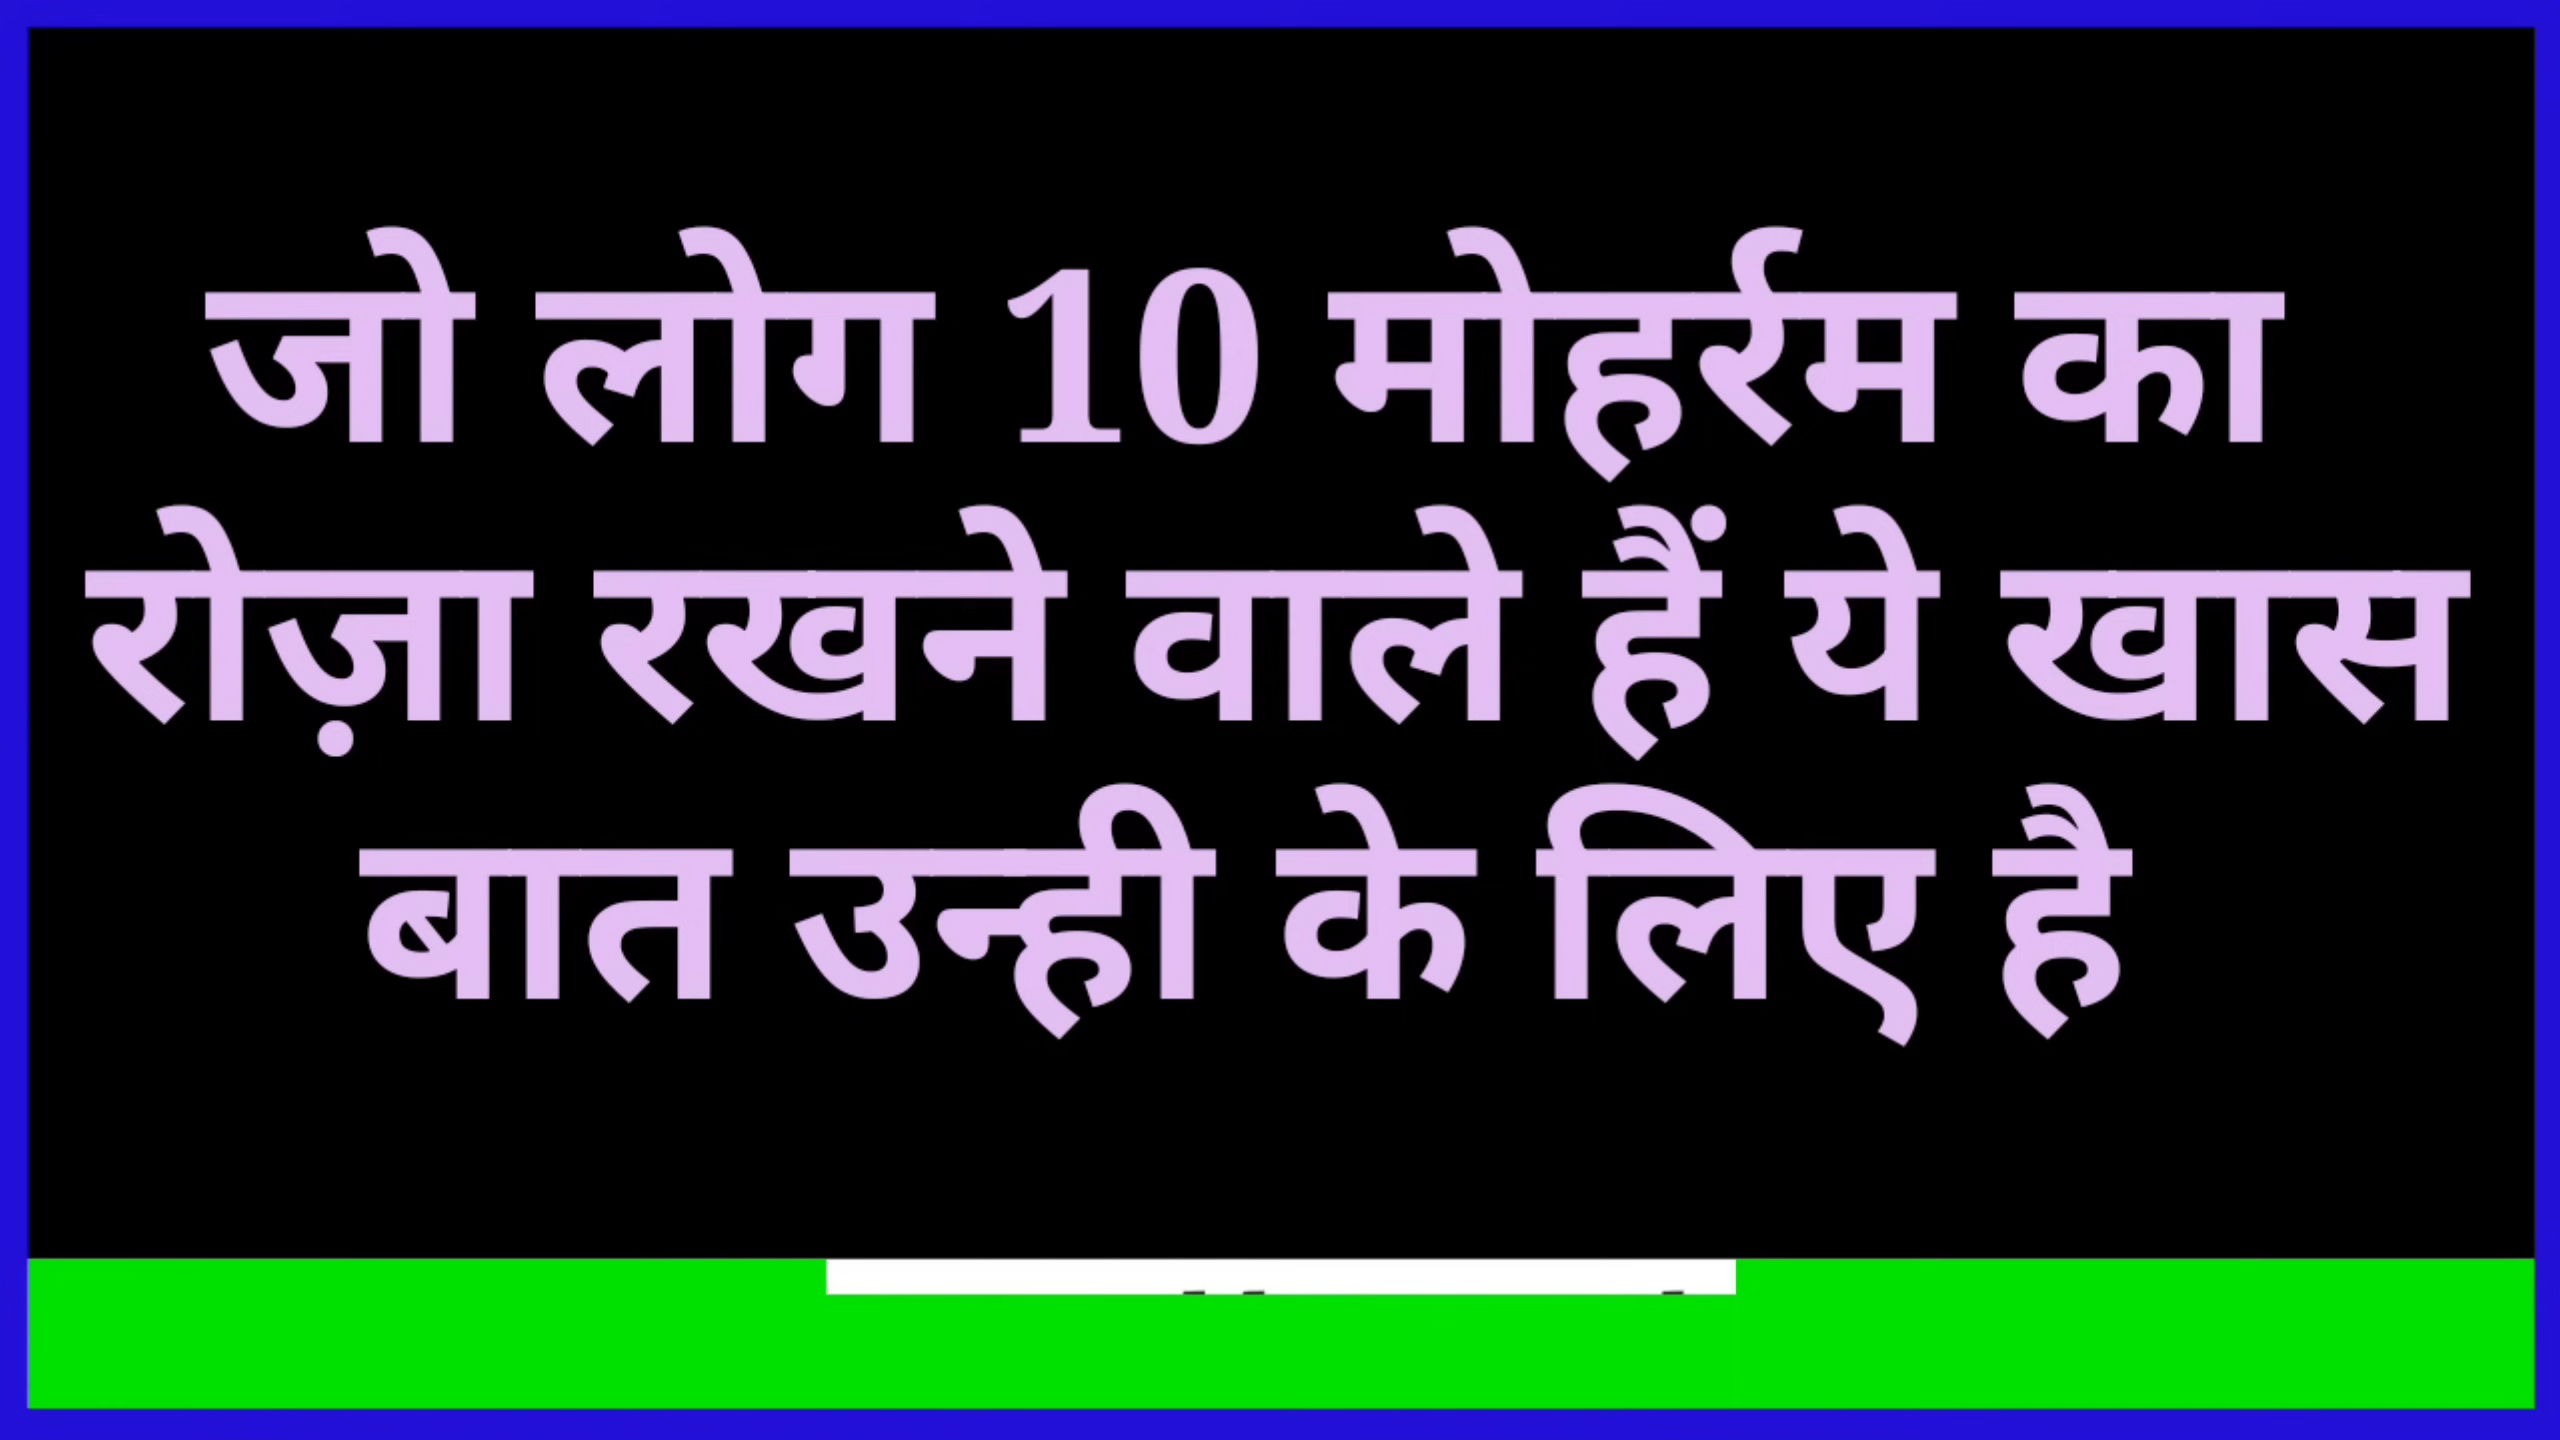 जो लोग 10 मोहर्रम का
रोज़ा रखने वाले हैं ये खास
बात उन्ही के लिए है